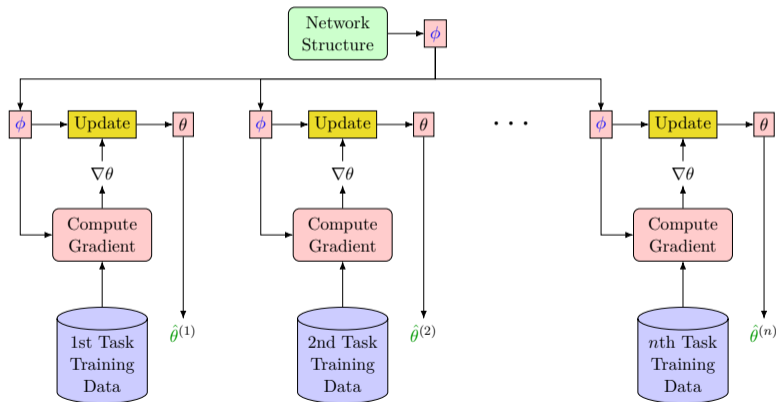 Network
Structure
ϕ
ϕ
Update
θ
ϕ
Update
θ
· · ·
ϕ
Update
θ
∇θ
∇θ
∇θ
Compute
Gradient
Compute
Gradient
Compute
Gradient
θ̂⁽¹⁾
θ̂⁽²⁾
θ̂⁽ⁿ⁾
1st Task
Training
Data
2nd Task
Training
Data
nth Task
Training
Data